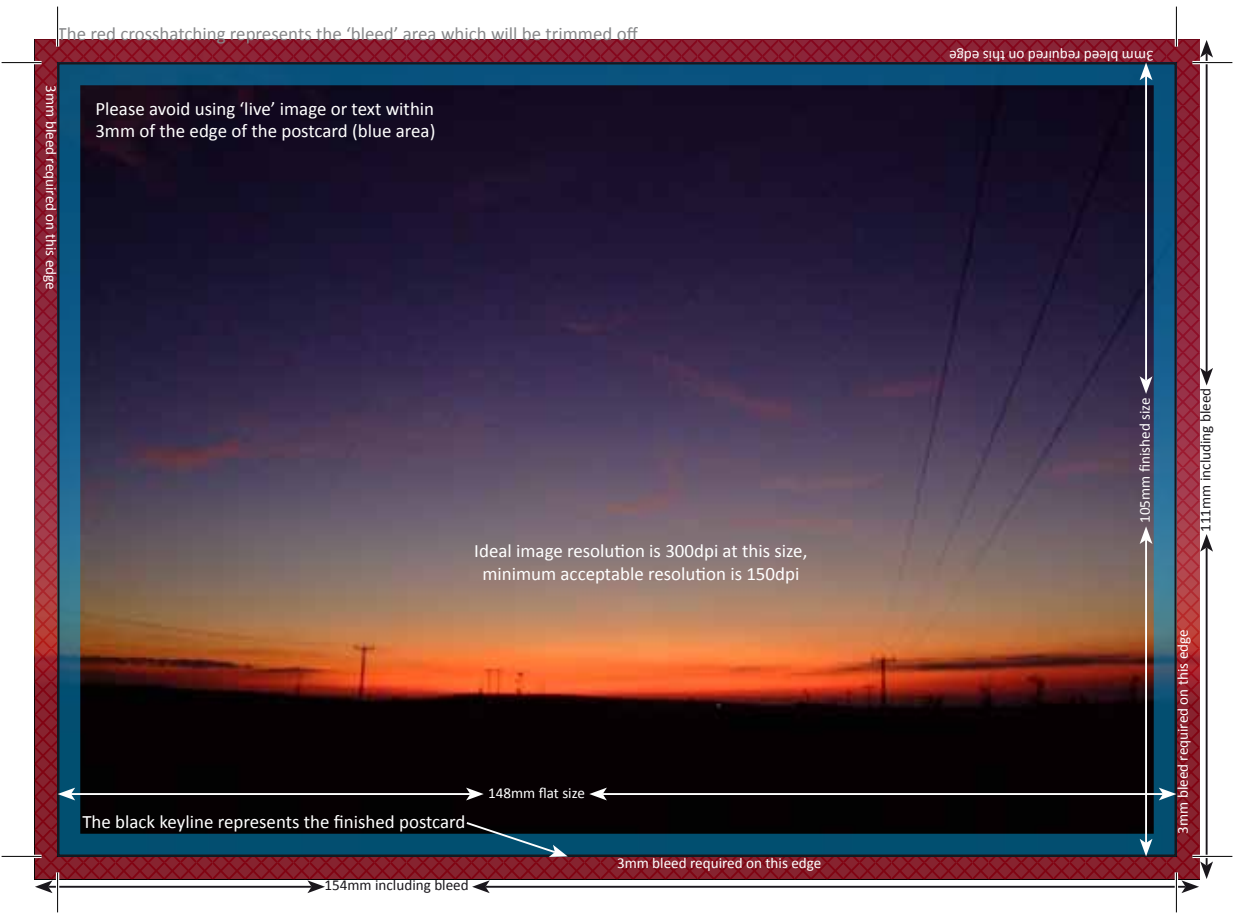 The red crosshatching represents the ‘bleed’ area which will be trimmed off
3mm bleed required on this edge
3mm bleed required on this edge
Please avoid using ‘live’ image or text within
3mm of the edge of the postcard (blue area)
105mm finished size
111mm including bleed
Ideal image resolution is 300dpi at this size,
minimum acceptable resolution is 150dpi
3mm bleed required on this edge
148mm flat size
The black keyline represents the finished postcard
3mm bleed required on this edge
154mm including bleed